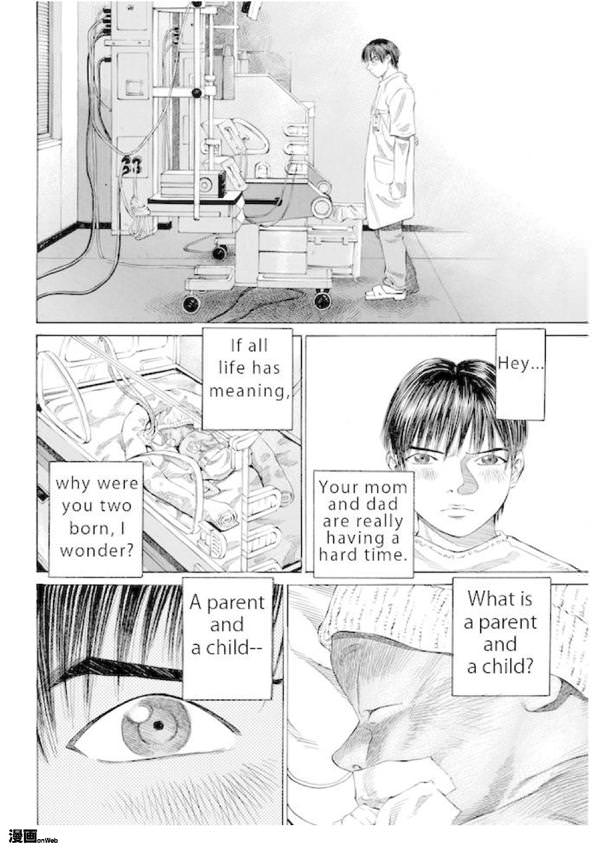 Hey...
Your mom
and dad
are really
having a
hard time.
If all
life has
meaning,
why were
you two
born, I
wonder?
What is
a parent
and
a child?
A parent
and
a child--
漫画onWeb